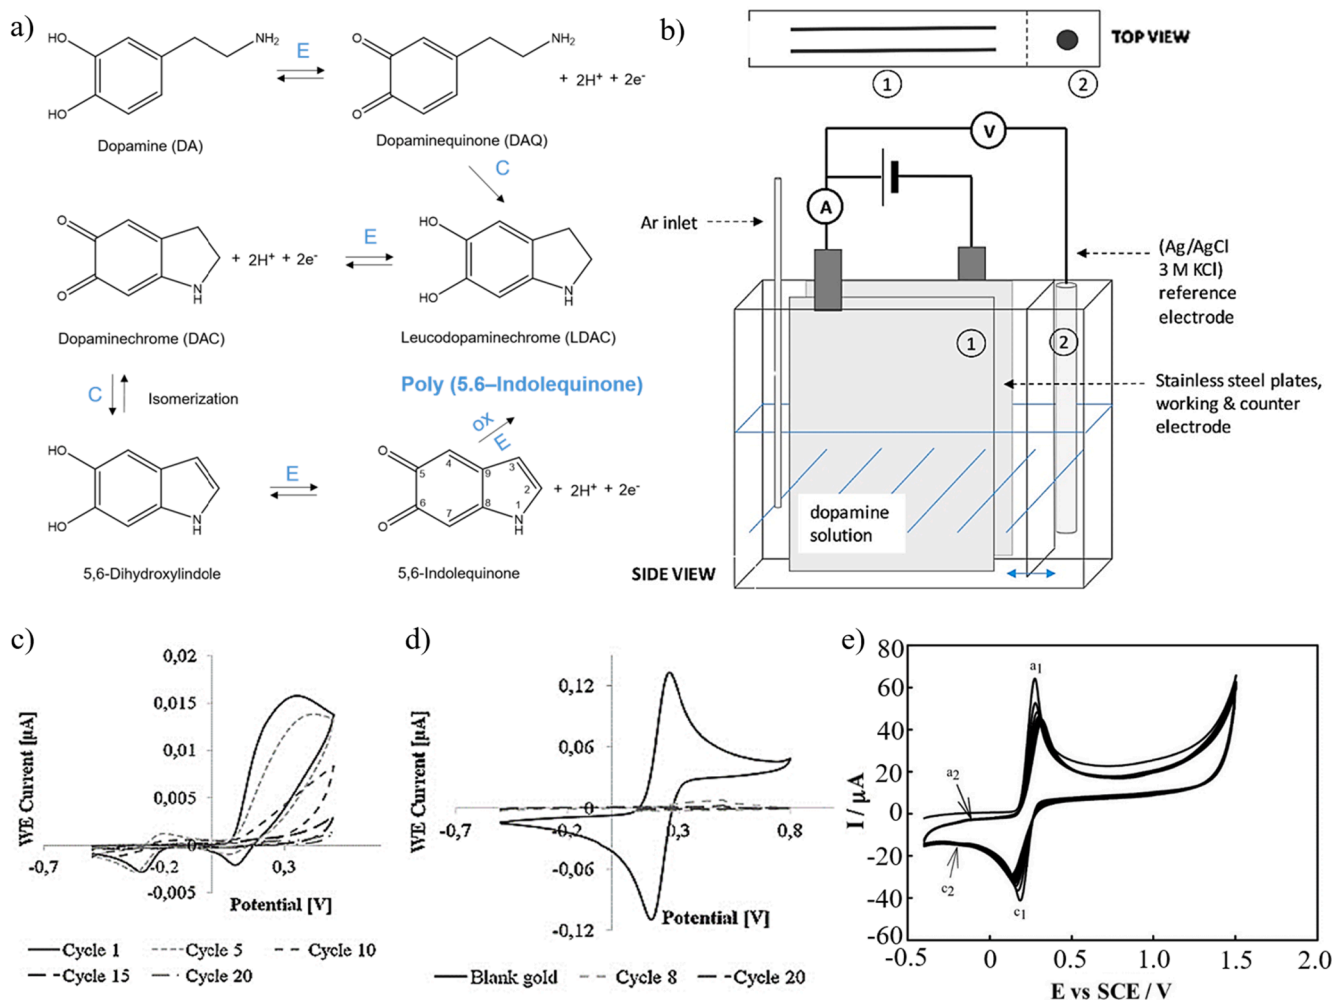 a)
HO
HO
NH2
Dopamine (DA)
E
O
O
NH2
+ 2H+ + 2e-
Dopaminequinone (DAQ)
C
O
O
NH
+ 2H+ + 2e-
Dopaminechrome (DAC)
E
HO
HO
NH
Leucodopaminechrome (LDAC)
C
Isomerization
Poly (5.6–Indolequinone)
ox
E
HO
HO
NH
5,6-Dihydroxylindole
E
O
O
1
2
3
4
5
6
7
8
9
NH
+ 2H+ + 2e-
5,6-Indolequinone
b)
TOP VIEW
1
2
V
A
Ar inlet
(Ag/AgCl
3 M KCl)
reference
electrode
1
2
Stainless steel plates,
working & counter
electrode
dopamine
solution
SIDE VIEW
c)
WE Current [µA]
0,02
0,015
0,01
0,005
0
-0,005
-0,7
-0,2
0,3
Potential [V]
Cycle 1
Cycle 5
Cycle 10
Cycle 15
Cycle 20
d)
WE Current [µA]
0,12
0,06
0
-0,06
-0,12
-0,7
-0,2
0,3
0,8
Potential [V]
Blank gold
Cycle 8
Cycle 20
e)
I / µA
80
60
40
20
0
-20
-40
-60
a1
a2
c2
c1
-0.5
0
0.5
1.0
1.5
2.0
E vs SCE / V